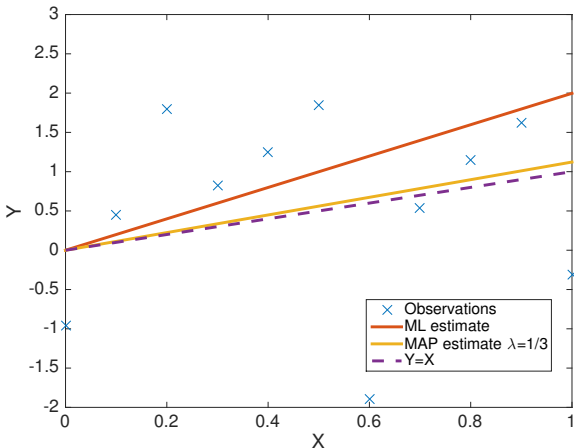 3
2.5
2
1.5
1
0.5
0
-0.5
-1
-1.5
-2
Y
0
0.2
0.4
0.6
0.8
1
X
Observations
ML estimate
MAP estimate λ=1/3
Y=X